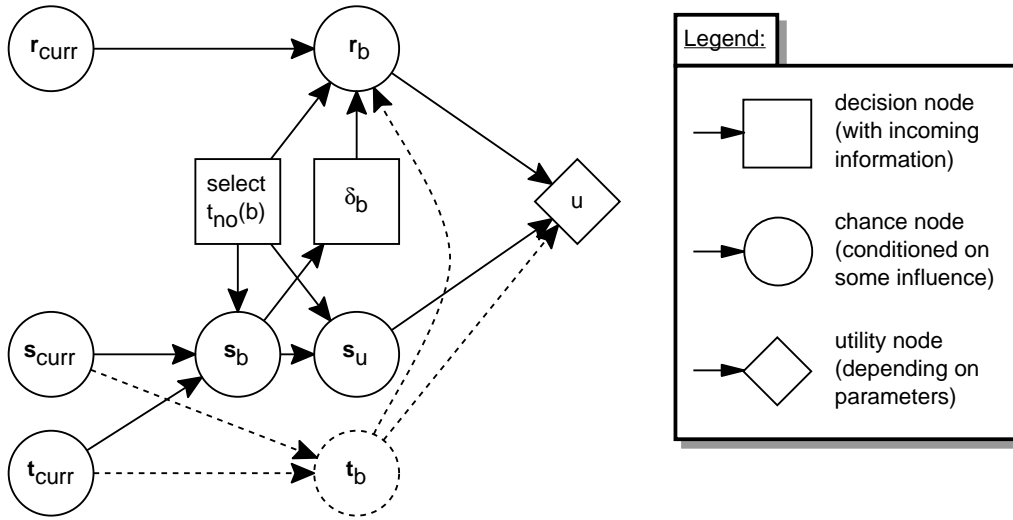 r_curr
r_b
Legend:
decision node
(with incoming
information)
select
t_no(b)
δ_b
u
chance node
(conditioned on
some influence)
s_curr
s_b
s_u
utility node
(depending on
parameters)
t_curr
t_b